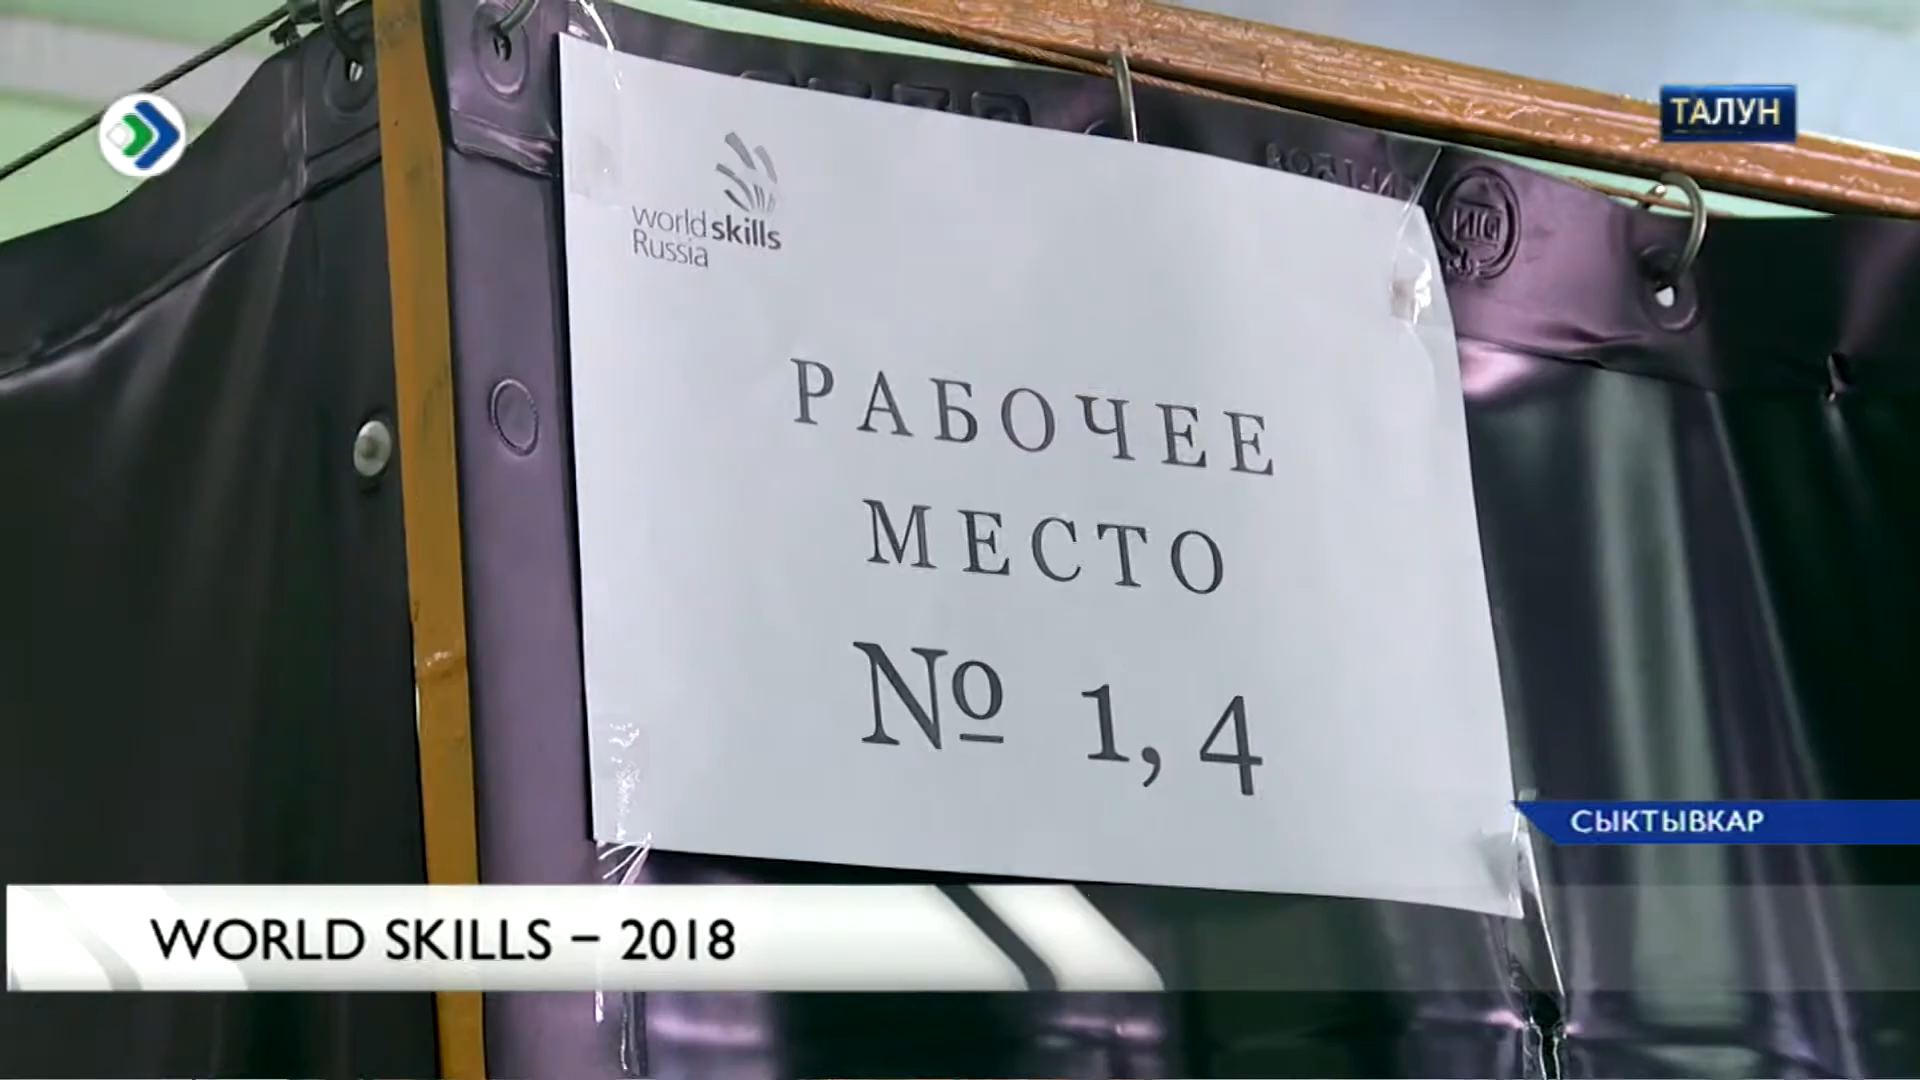 ТАЛУН
world skills
Russia
РАБОЧЕЕ
МЕСТО
№ 1, 4
СЫКТЫВКАР
WORLD SKILLS – 2018